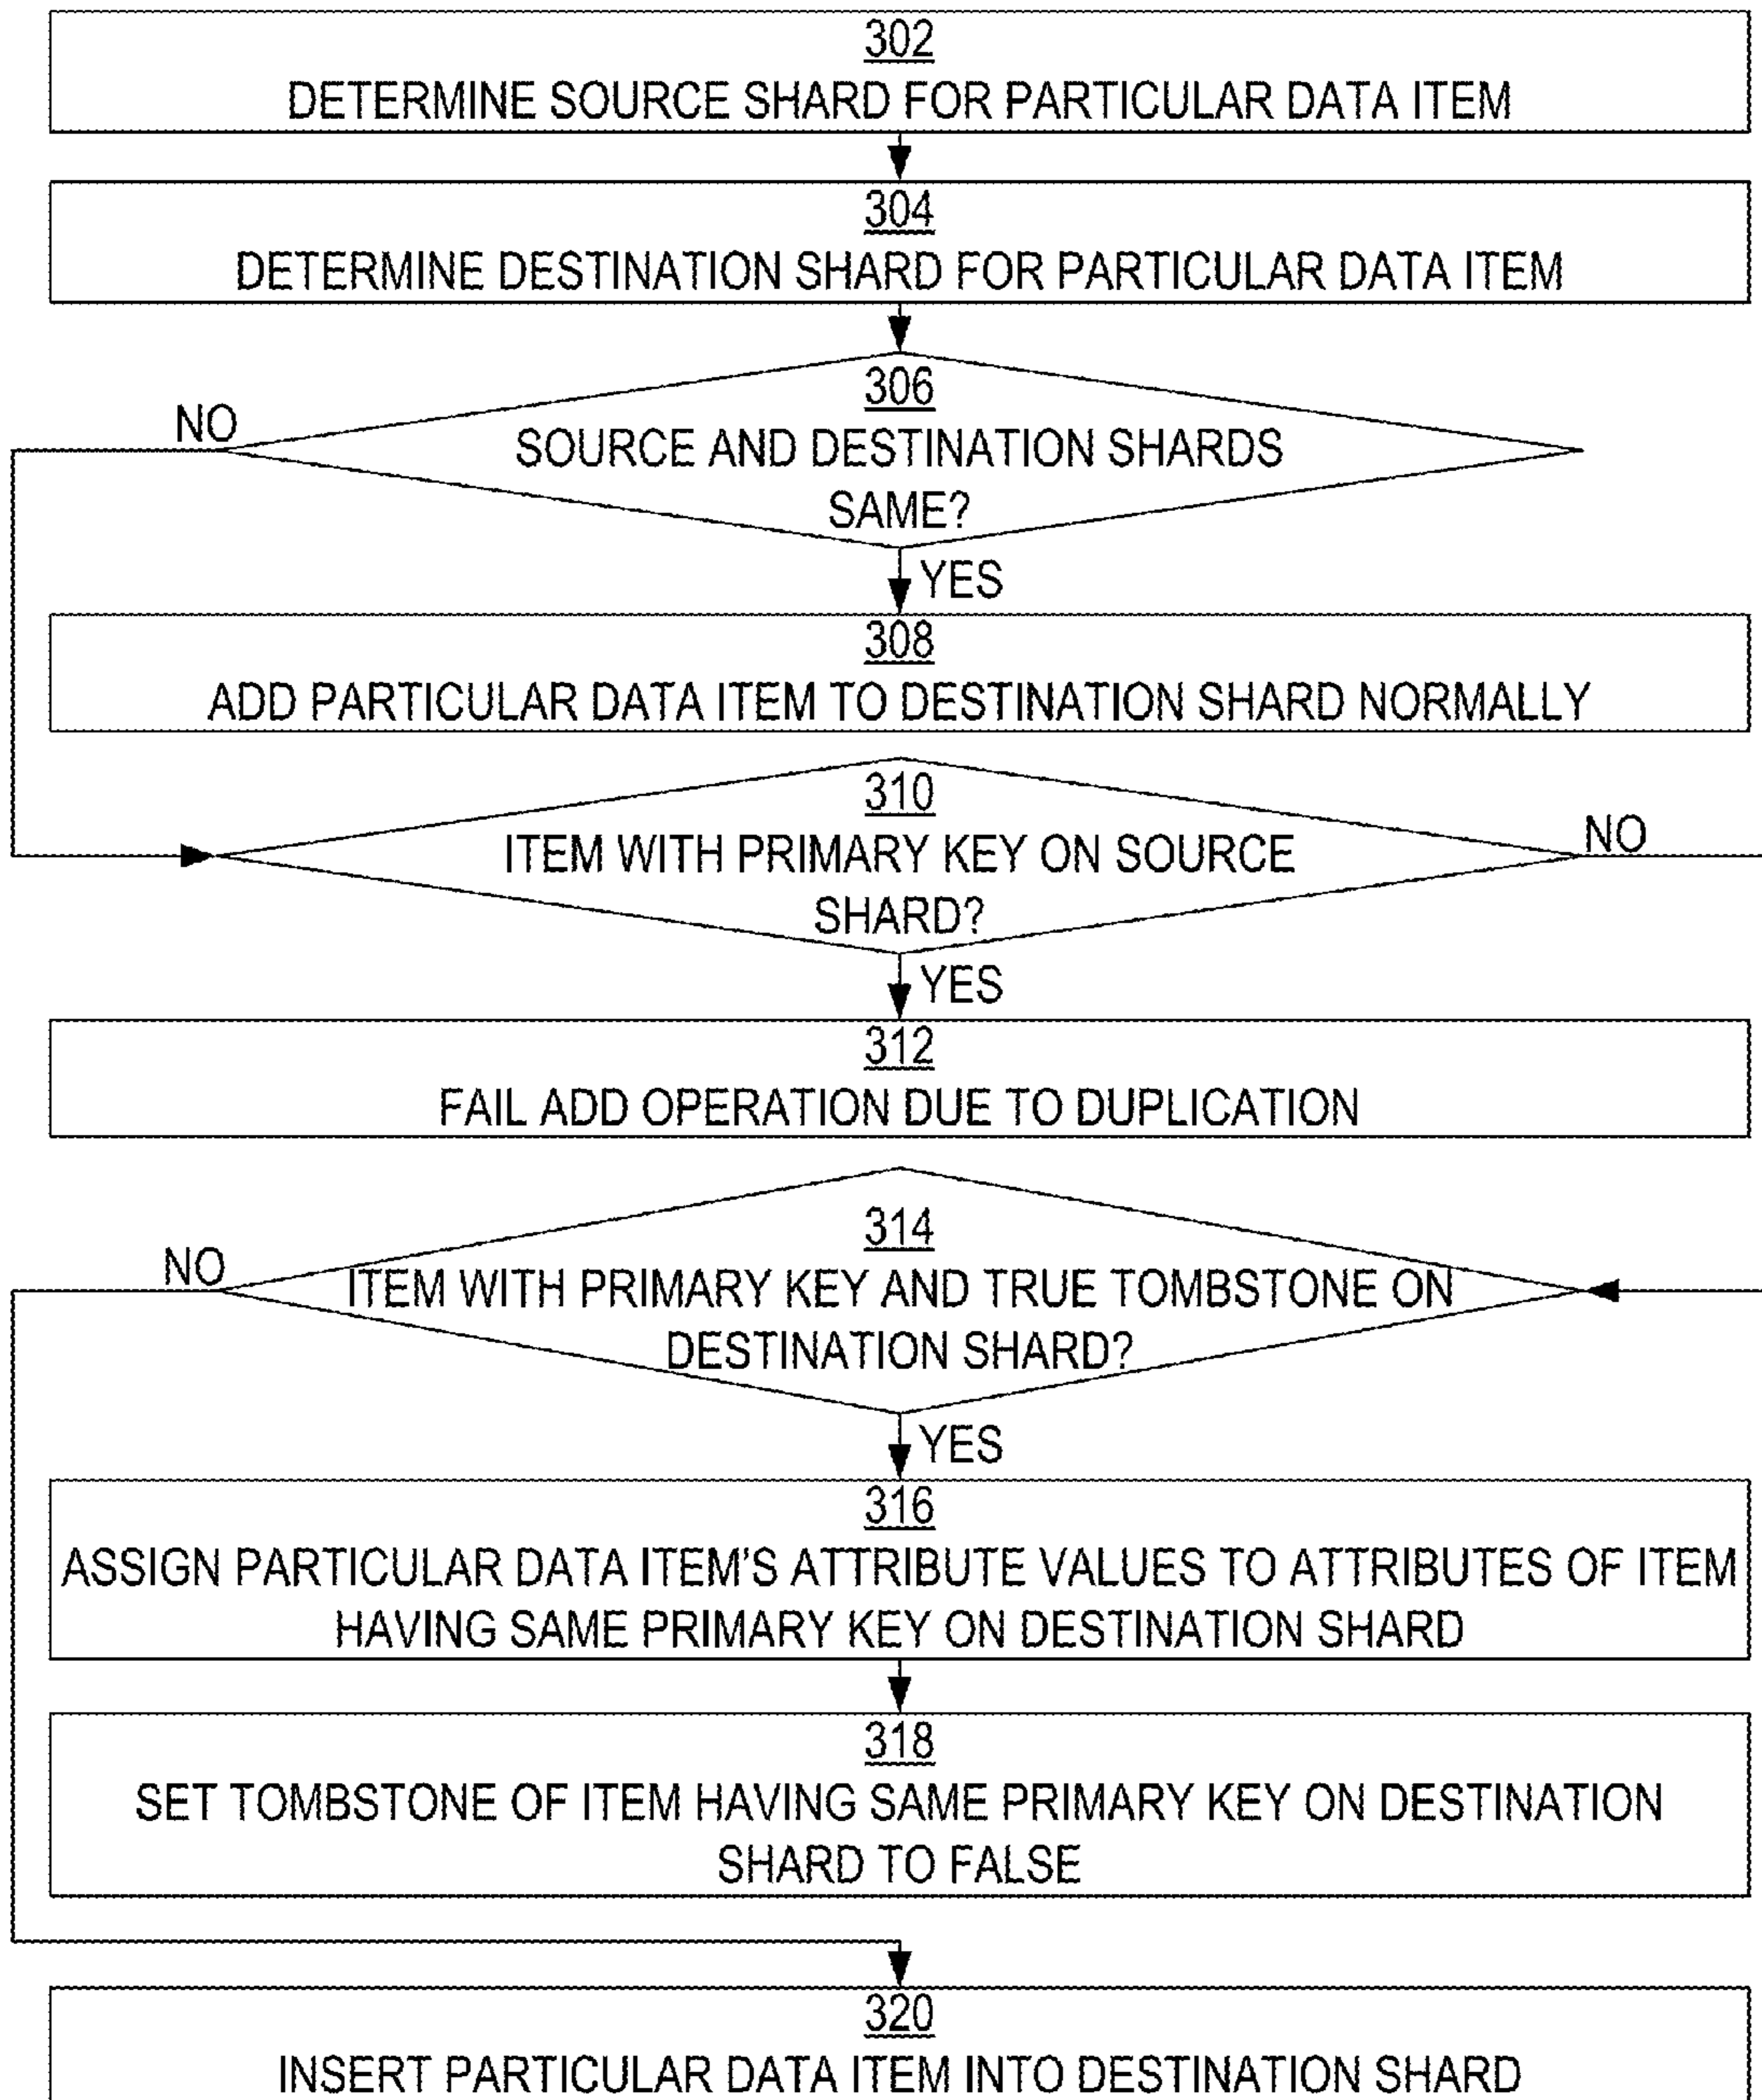 302
DETERMINE SOURCE SHARD FOR PARTICULAR DATA ITEM
304
DETERMINE DESTINATION SHARD FOR PARTICULAR DATA ITEM
306
NO
SOURCE AND DESTINATION SHARDS
SAME?
YES
308
ADD PARTICULAR DATA ITEM TO DESTINATION SHARD NORMALLY
310
NO
ITEM WITH PRIMARY KEY ON SOURCE
SHARD?
YES
312
FAIL ADD OPERATION DUE TO DUPLICATION
314
NO
ITEM WITH PRIMARY KEY AND TRUE TOMBSTONE ON
DESTINATION SHARD?
YES
316
ASSIGN PARTICULAR DATA ITEM'S ATTRIBUTE VALUES TO ATTRIBUTES OF ITEM
HAVING SAME PRIMARY KEY ON DESTINATION SHARD
318
SET TOMBSTONE OF ITEM HAVING SAME PRIMARY KEY ON DESTINATION
SHARD TO FALSE
320
INSERT PARTICULAR DATA ITEM INTO DESTINATION SHARD